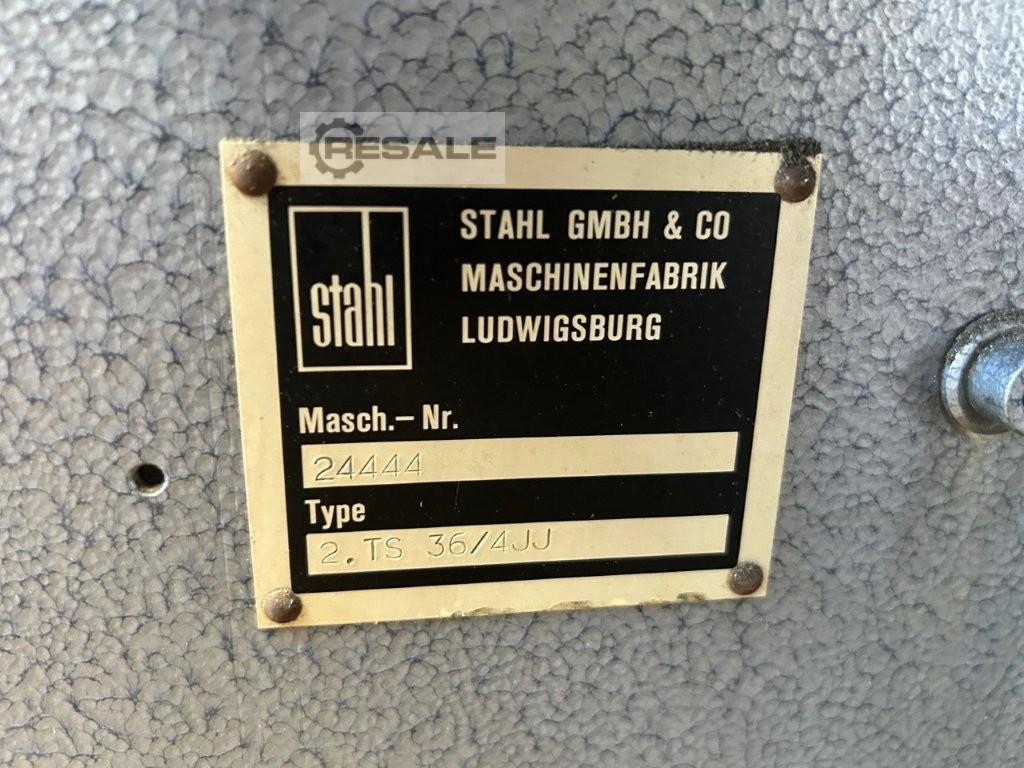 RESALE
stahl
STAHL GMBH & CO
MASCHINENFABRIK
LUDWIGSBURG
Masch.-Nr.
24444
Type
2.TS 36/4JJ